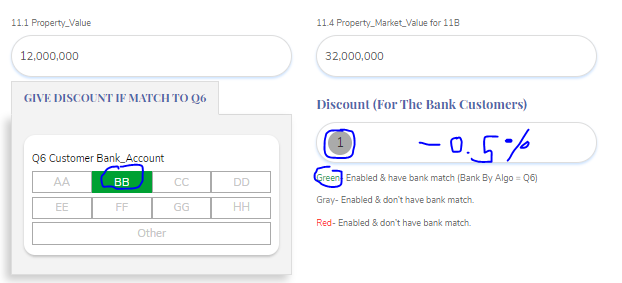 11.1 Property_Value
11.4 Property_Market_Value for 11B
12,000,000
32,000,000
GIVE DISCOUNT IF MATCH TO Q6
Discount (For The Bank Customers)
1
- 0.5%
Q6 Customer Bank_Account
AA BB CC DD
EE FF GG HH
Other
Green- Enabled & have bank match (Bank By Algo = Q6)
Gray- Enabled & don't have bank match.
Red- Enabled & don't have bank match.